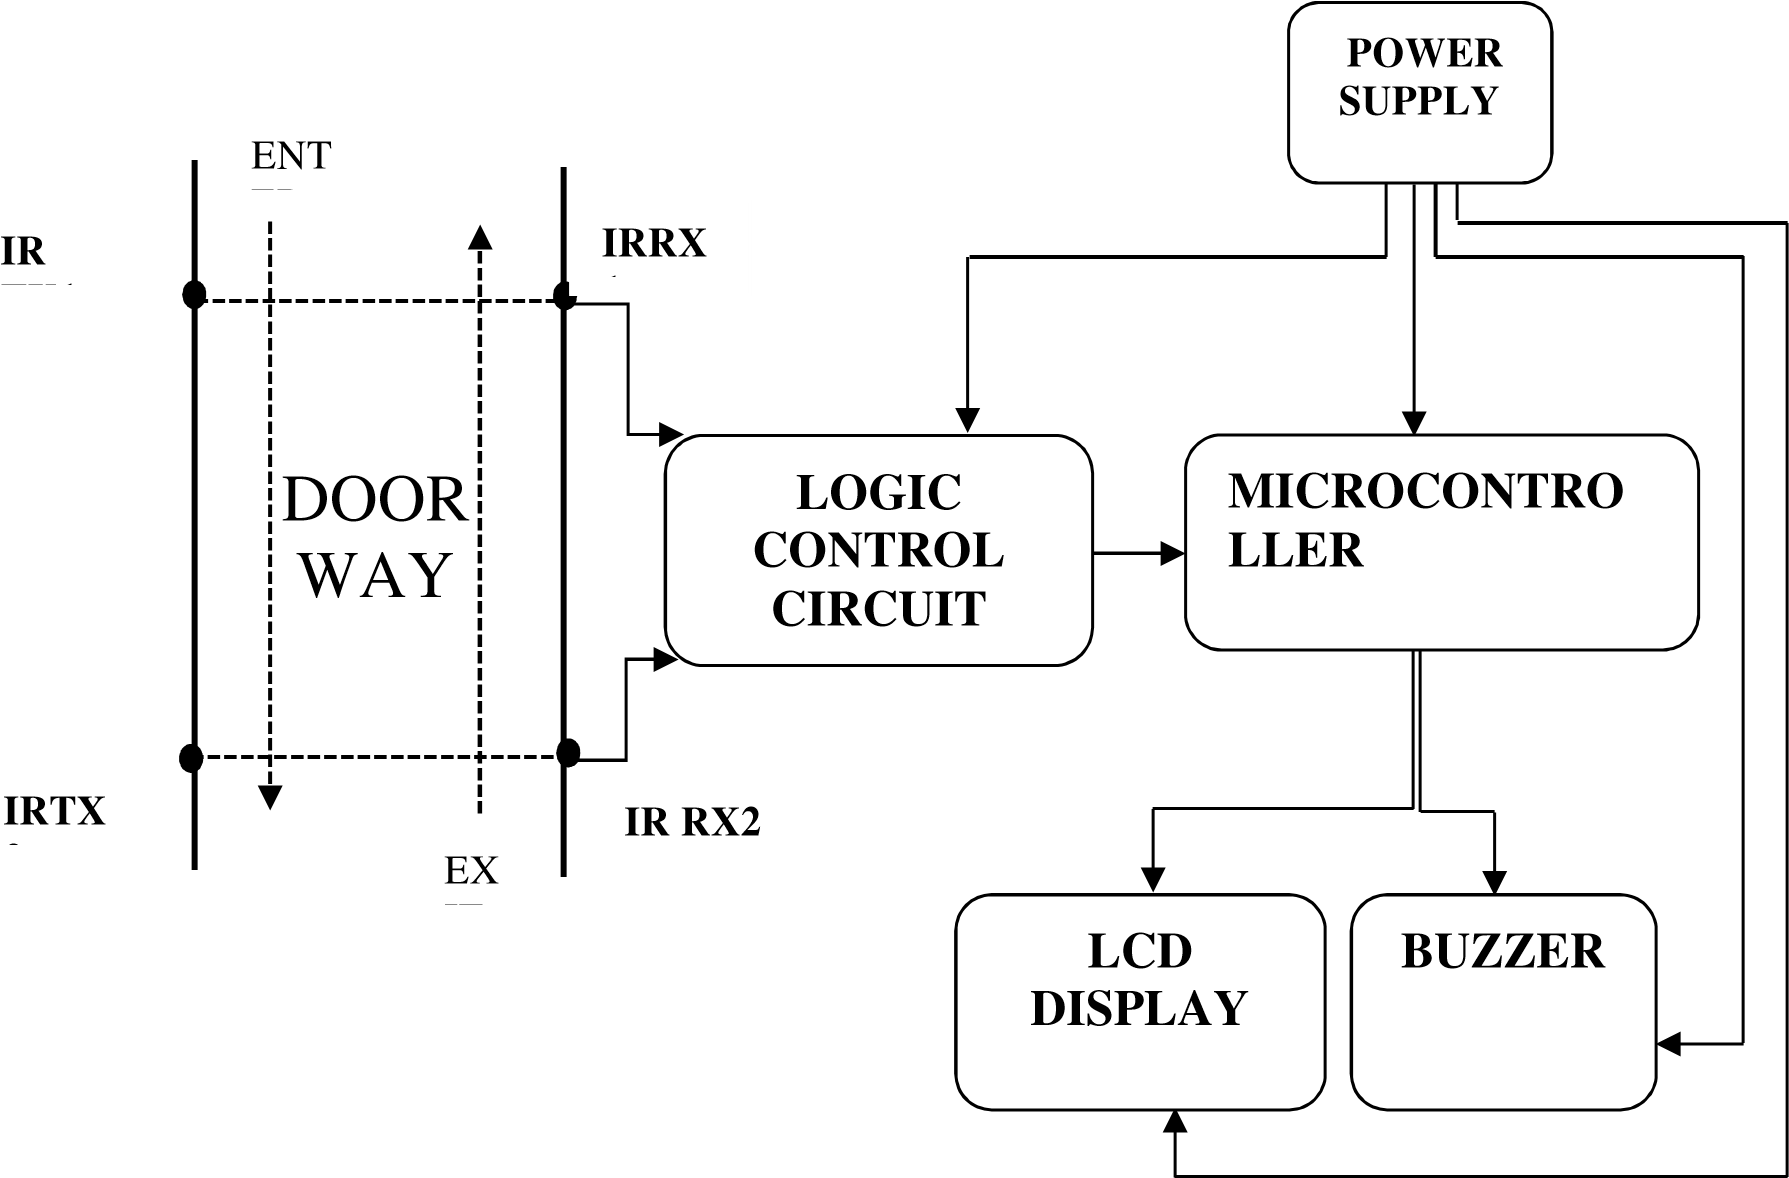 POWER
SUPPLY
ENT
IR
IRRX
DOOR
WAY
LOGIC
CONTROL
CIRCUIT
MICROCONTRO
LLER
IRTX
IR RX2
EX
LCD
DISPLAY
BUZZER